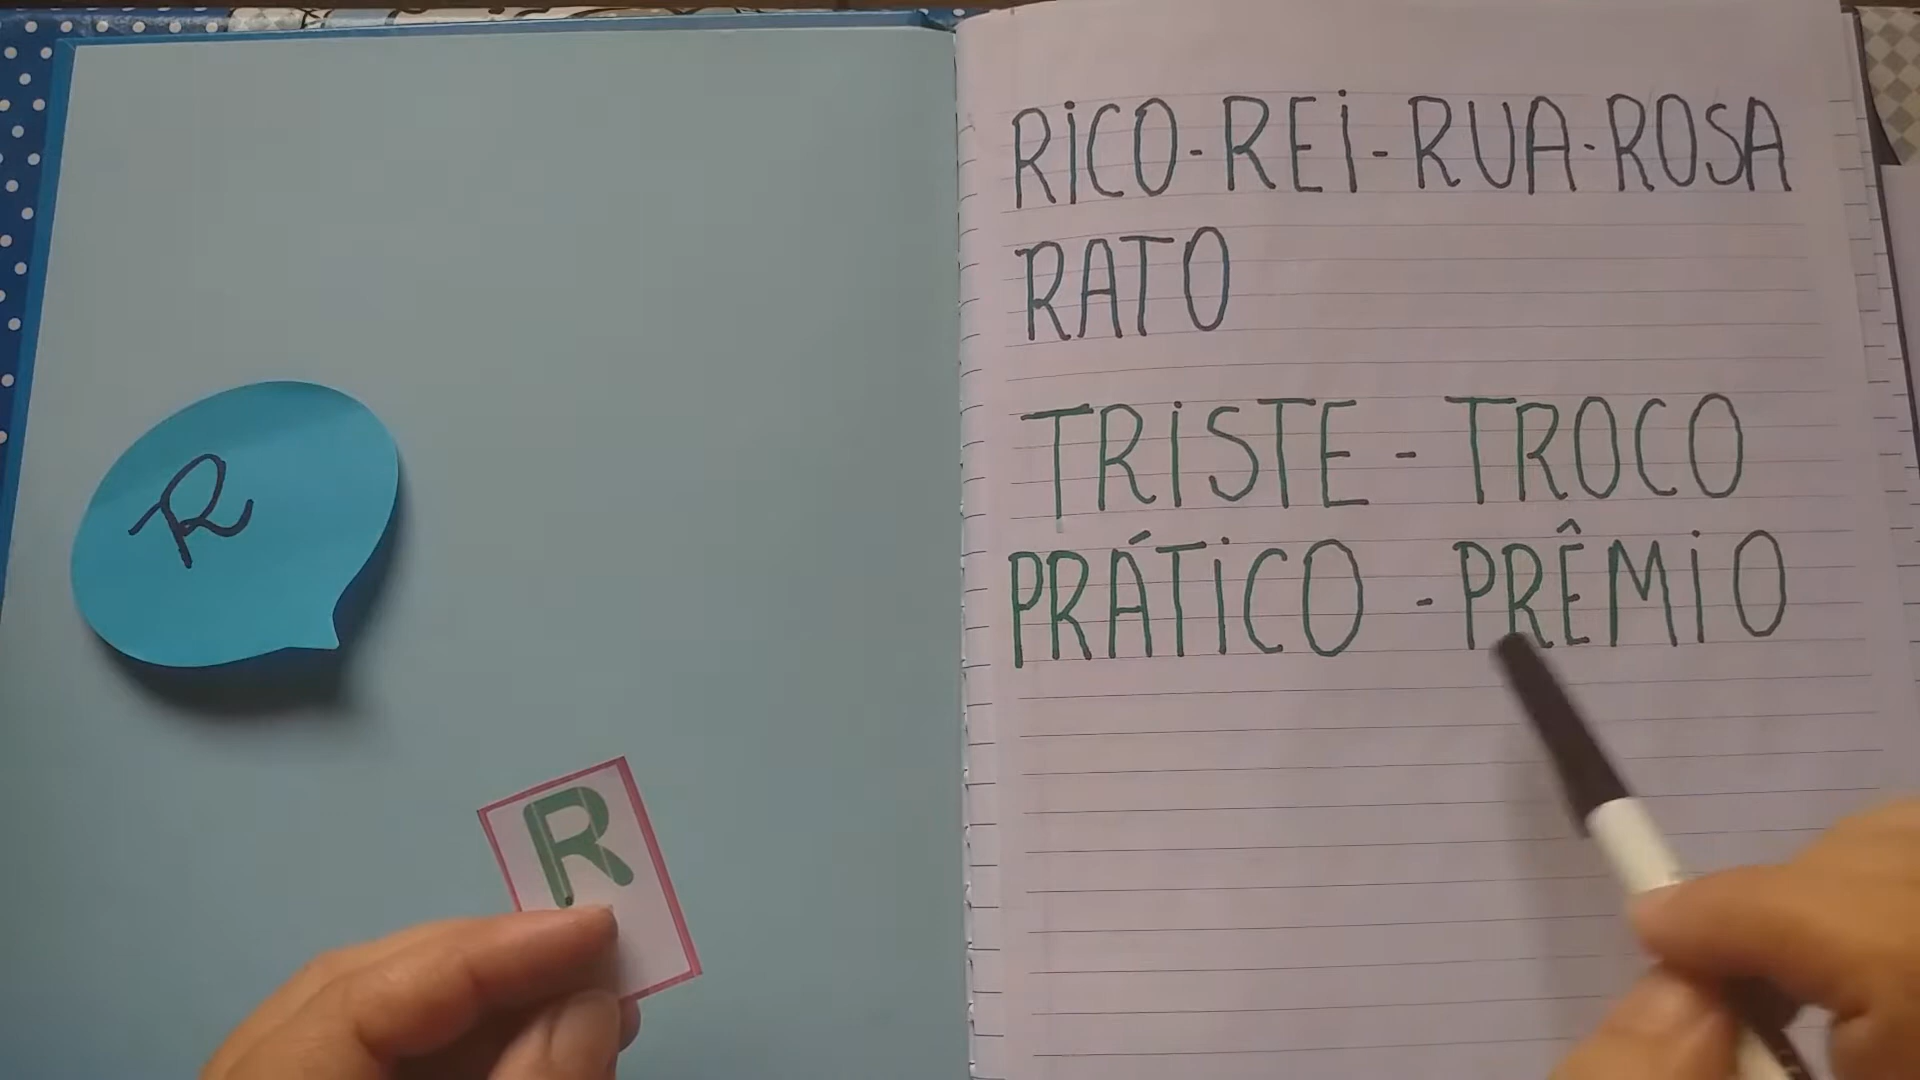 R
R
RiCO - REi - RUA - ROSA
RATO
TRiSTE - TROCO
PRÁTiCO - PRÊMiO